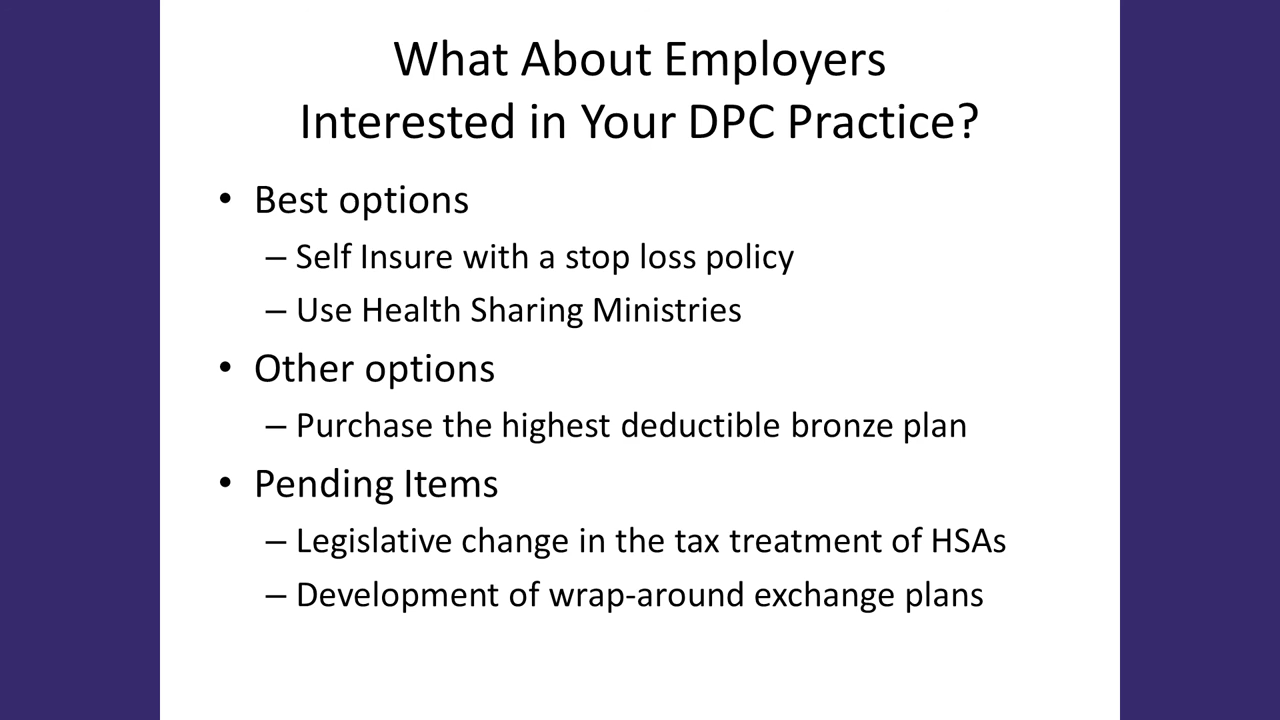 What About Employers
Interested in Your DPC Practice?
• Best options
– Self Insure with a stop loss policy
– Use Health Sharing Ministries
• Other options
– Purchase the highest deductible bronze plan
• Pending Items
– Legislative change in the tax treatment of HSAs
– Development of wrap-around exchange plans